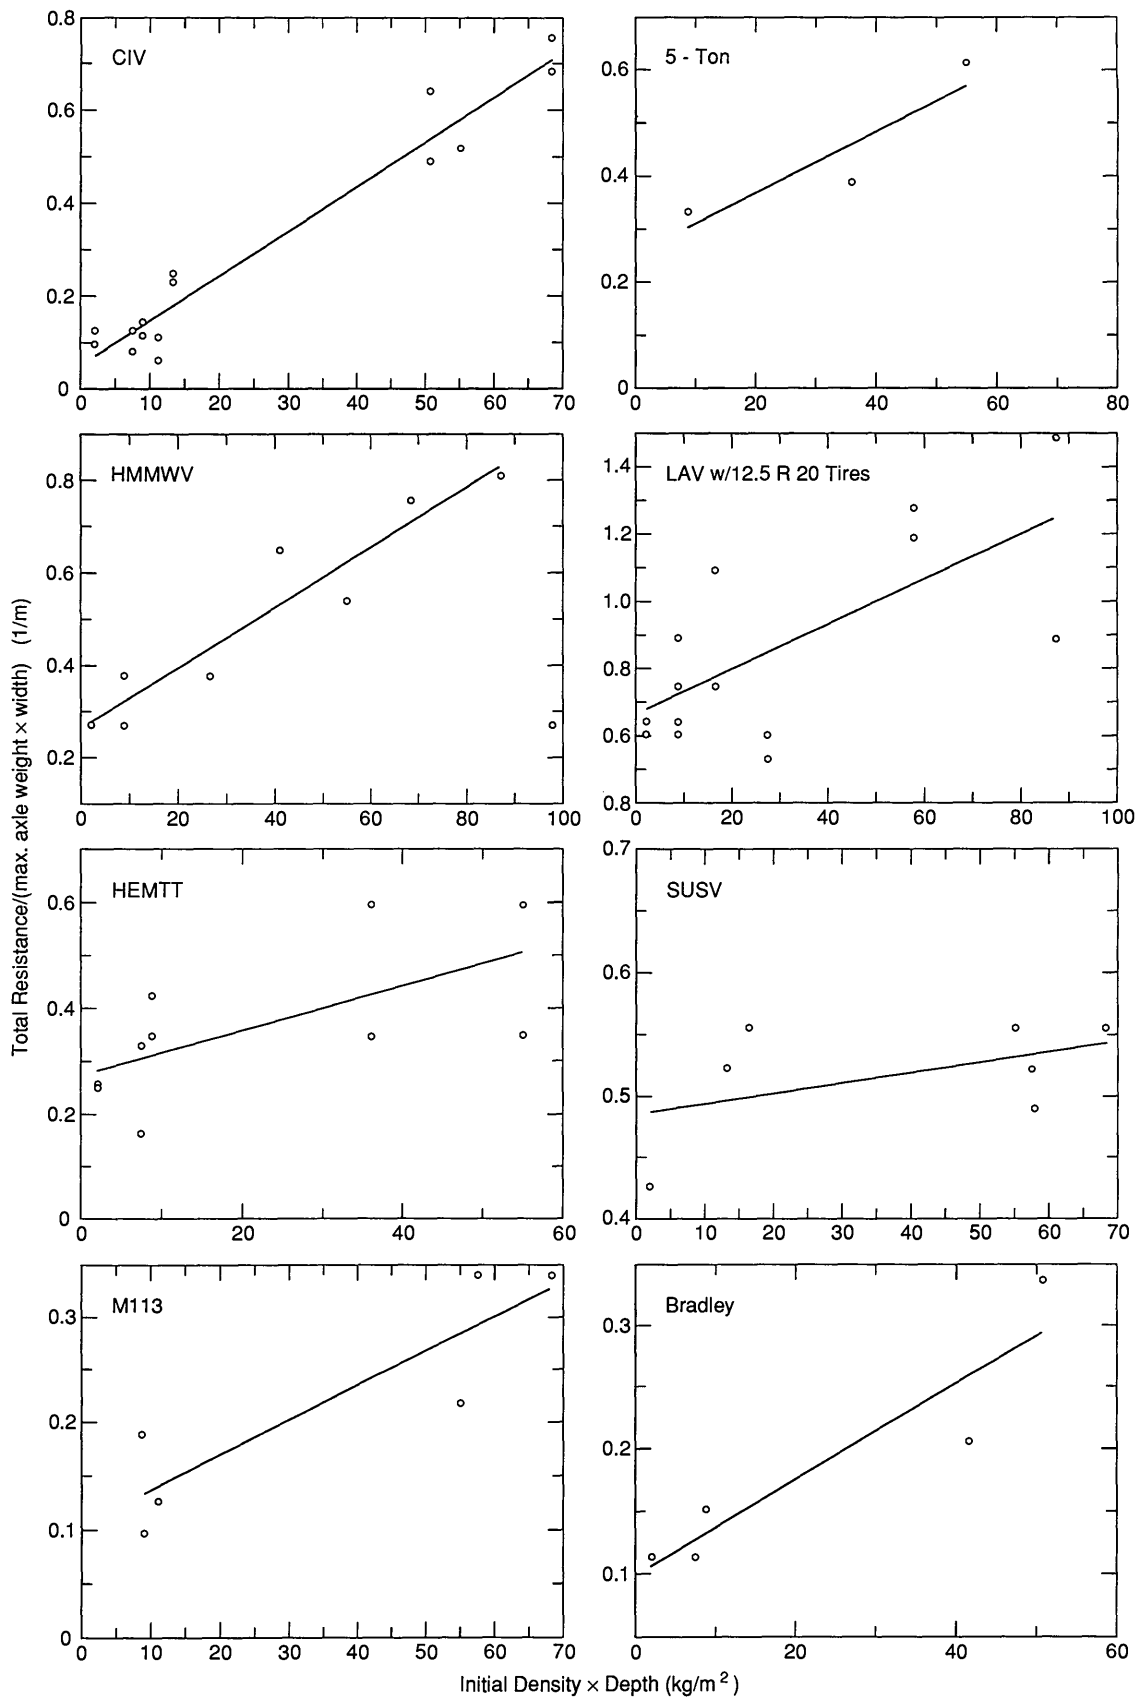 CIV
0.8
0.6
0.4
0.2
0
0 10 20 30 40 50 60 70
5 - Ton
0.6
0.4
0.2
0
0 20 40 60 80
HMMWV
0.8
0.6
0.4
0.2
0 20 40 60 80 100
LAV w/12.5 R 20 Tires
1.4
1.2
1.0
0.8
0.6
0.8
0 20 40 60 80 100
Total Resistance/(max. axle weight × width) (1/m)
HEMTT
0.6
0.4
0.2
0
0 20 40 60
SUSV
0.7
0.6
0.5
0.4
0 10 20 30 40 50 60 70
M113
0.3
0.2
0.1
0
0 10 20 30 40 50 60 70
Bradley
0.3
0.2
0.1
0 20 40 60
Initial Density × Depth (kg/m²)